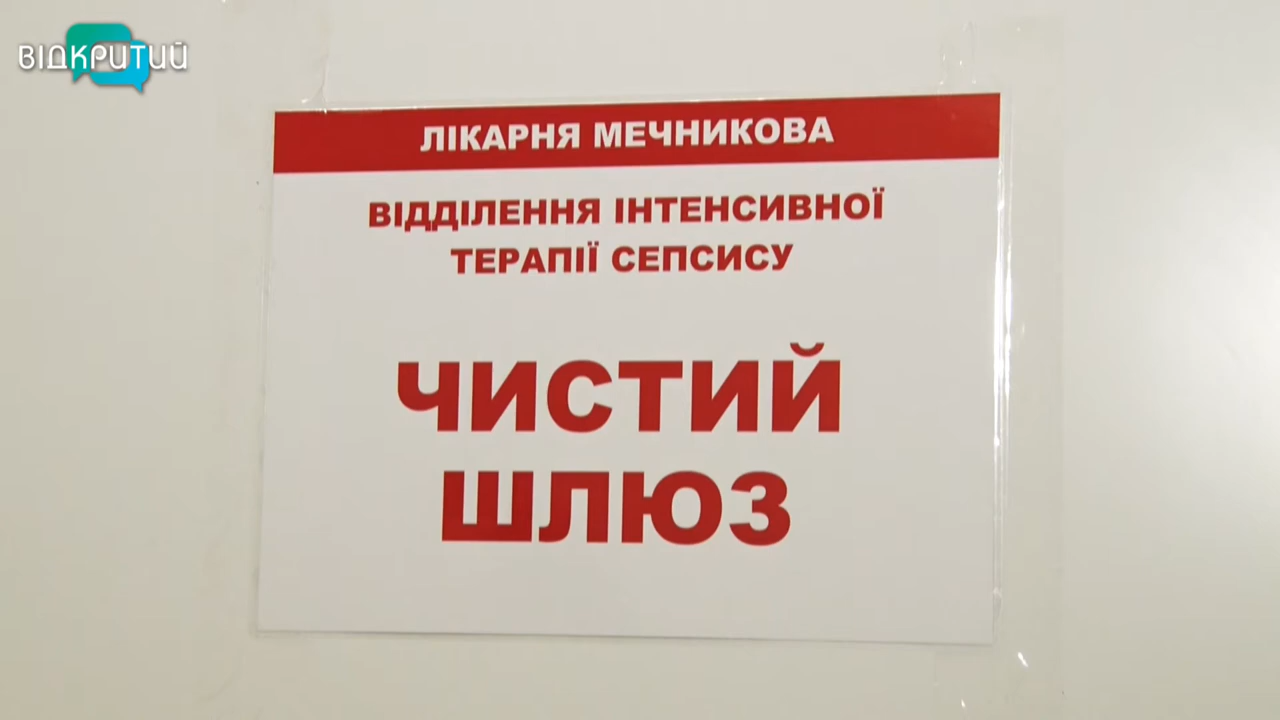 ВІДКРИТИЙ
ЛІКАРНЯ МЕЧНИКОВА
ВІДДІЛЕННЯ ІНТЕНСИВНОЇ
ТЕРАПІЇ СЕПСИСУ
ЧИСТИЙ
ШЛЮЗ